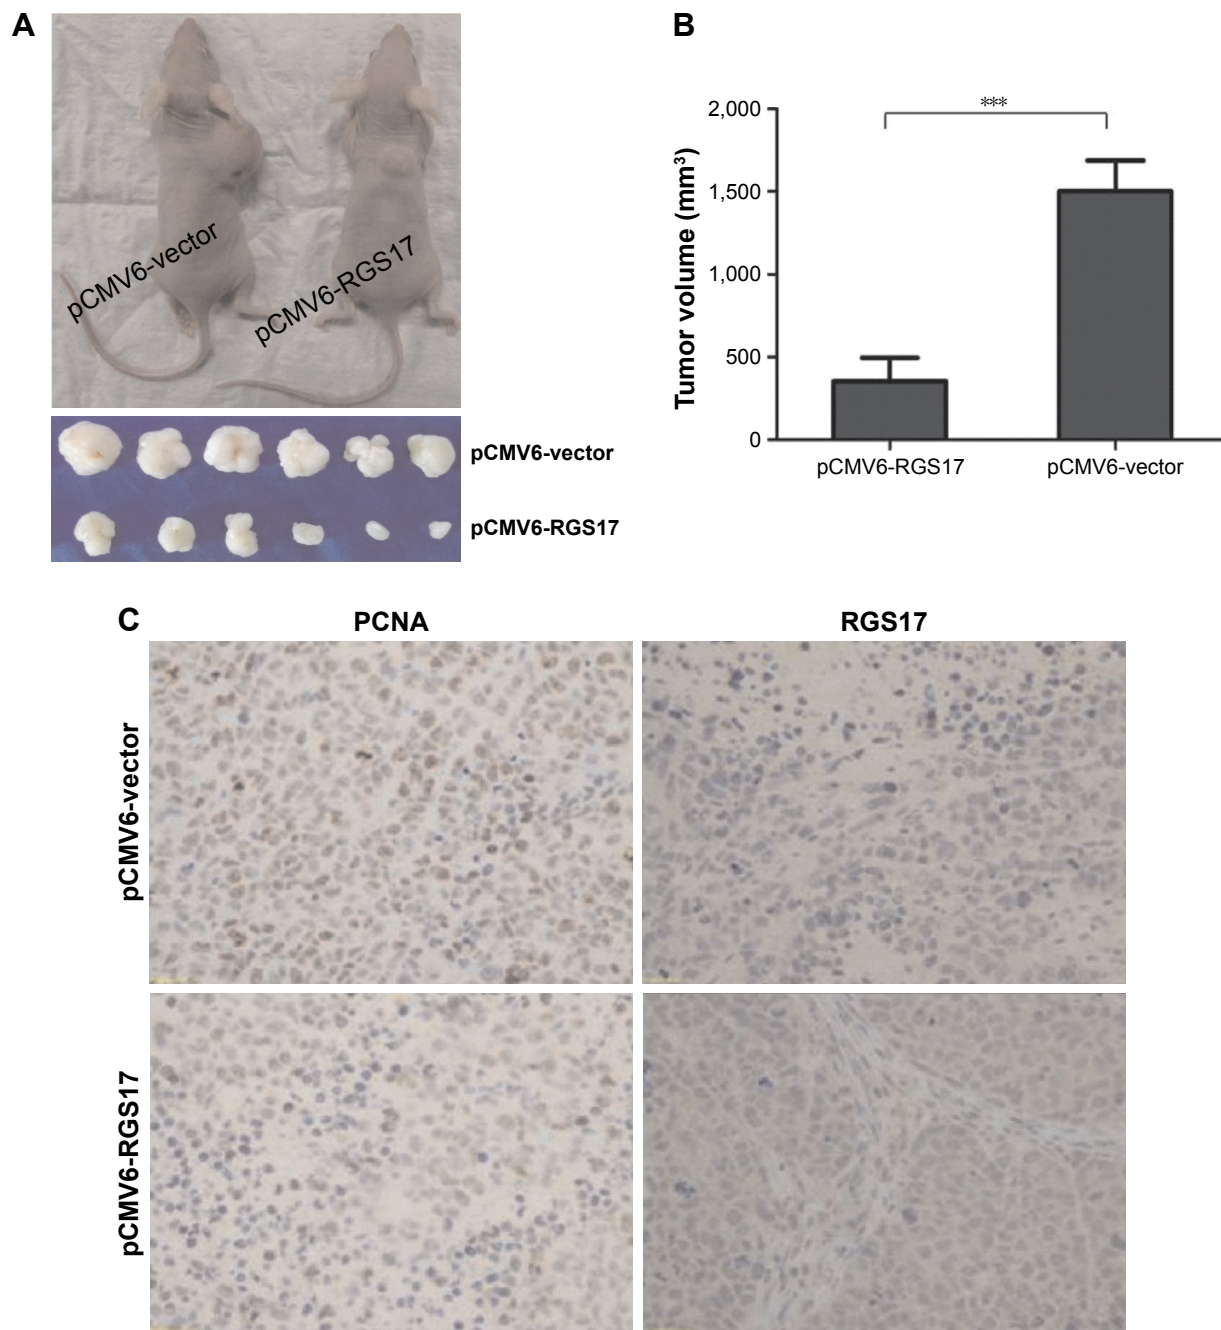 A
pCMV6-vector
pCMV6-RGS17
pCMV6-vector
pCMV6-RGS17
B
***
2,000
1,500
1,000
500
0
Tumor volume (mm³)
pCMV6-RGS17
pCMV6-vector
C
PCNA
RGS17
pCMV6-vector
pCMV6-RGS17